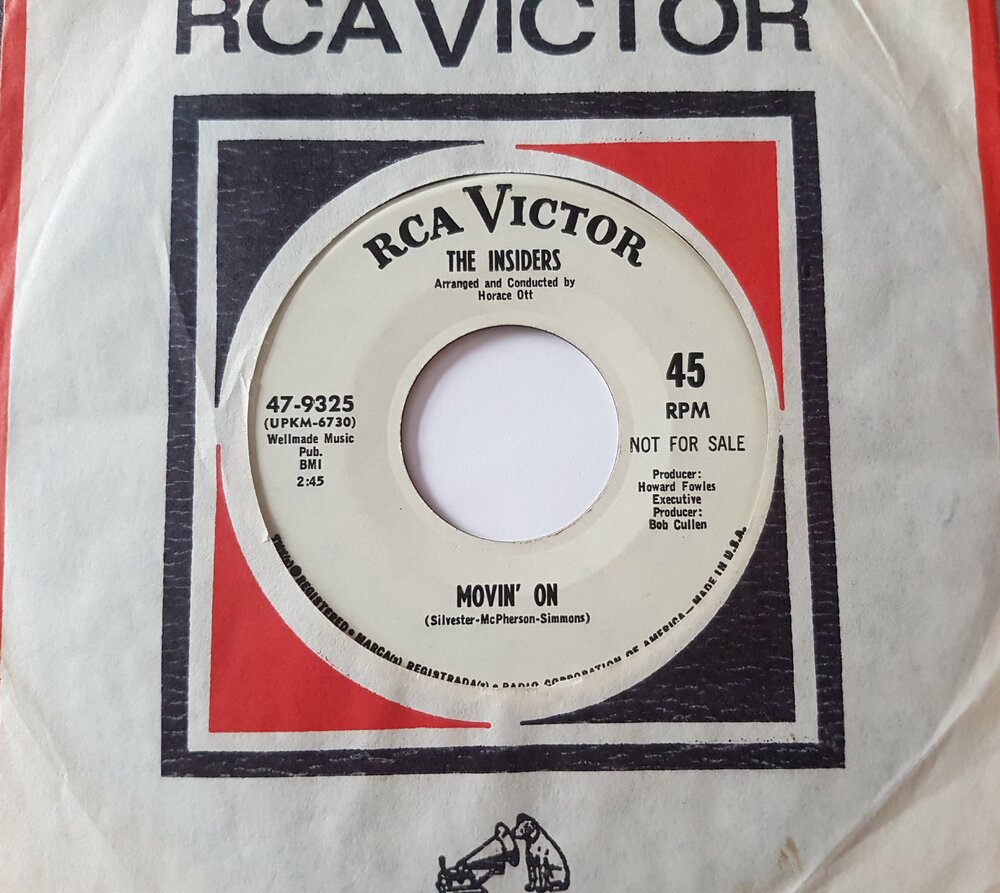 RCA VICTOR
RCA VICTOR
THE INSIDERS
Arranged and Conducted by
Horace Ott
47-9325
(UPKM-6730)
Wellmade Music
Pub.
BMI
2:45
45
RPM
NOT FOR SALE
Producer:
Howard Fowles
Executive
Producer:
Bob Cullen
MOVIN' ON
(Silvester-McPherson-Simmons)
REGISTERED • MARCA(s) REGISTRADA(s) • RADIO CORPORATION OF AMERICA—MADE IN U.S.A.